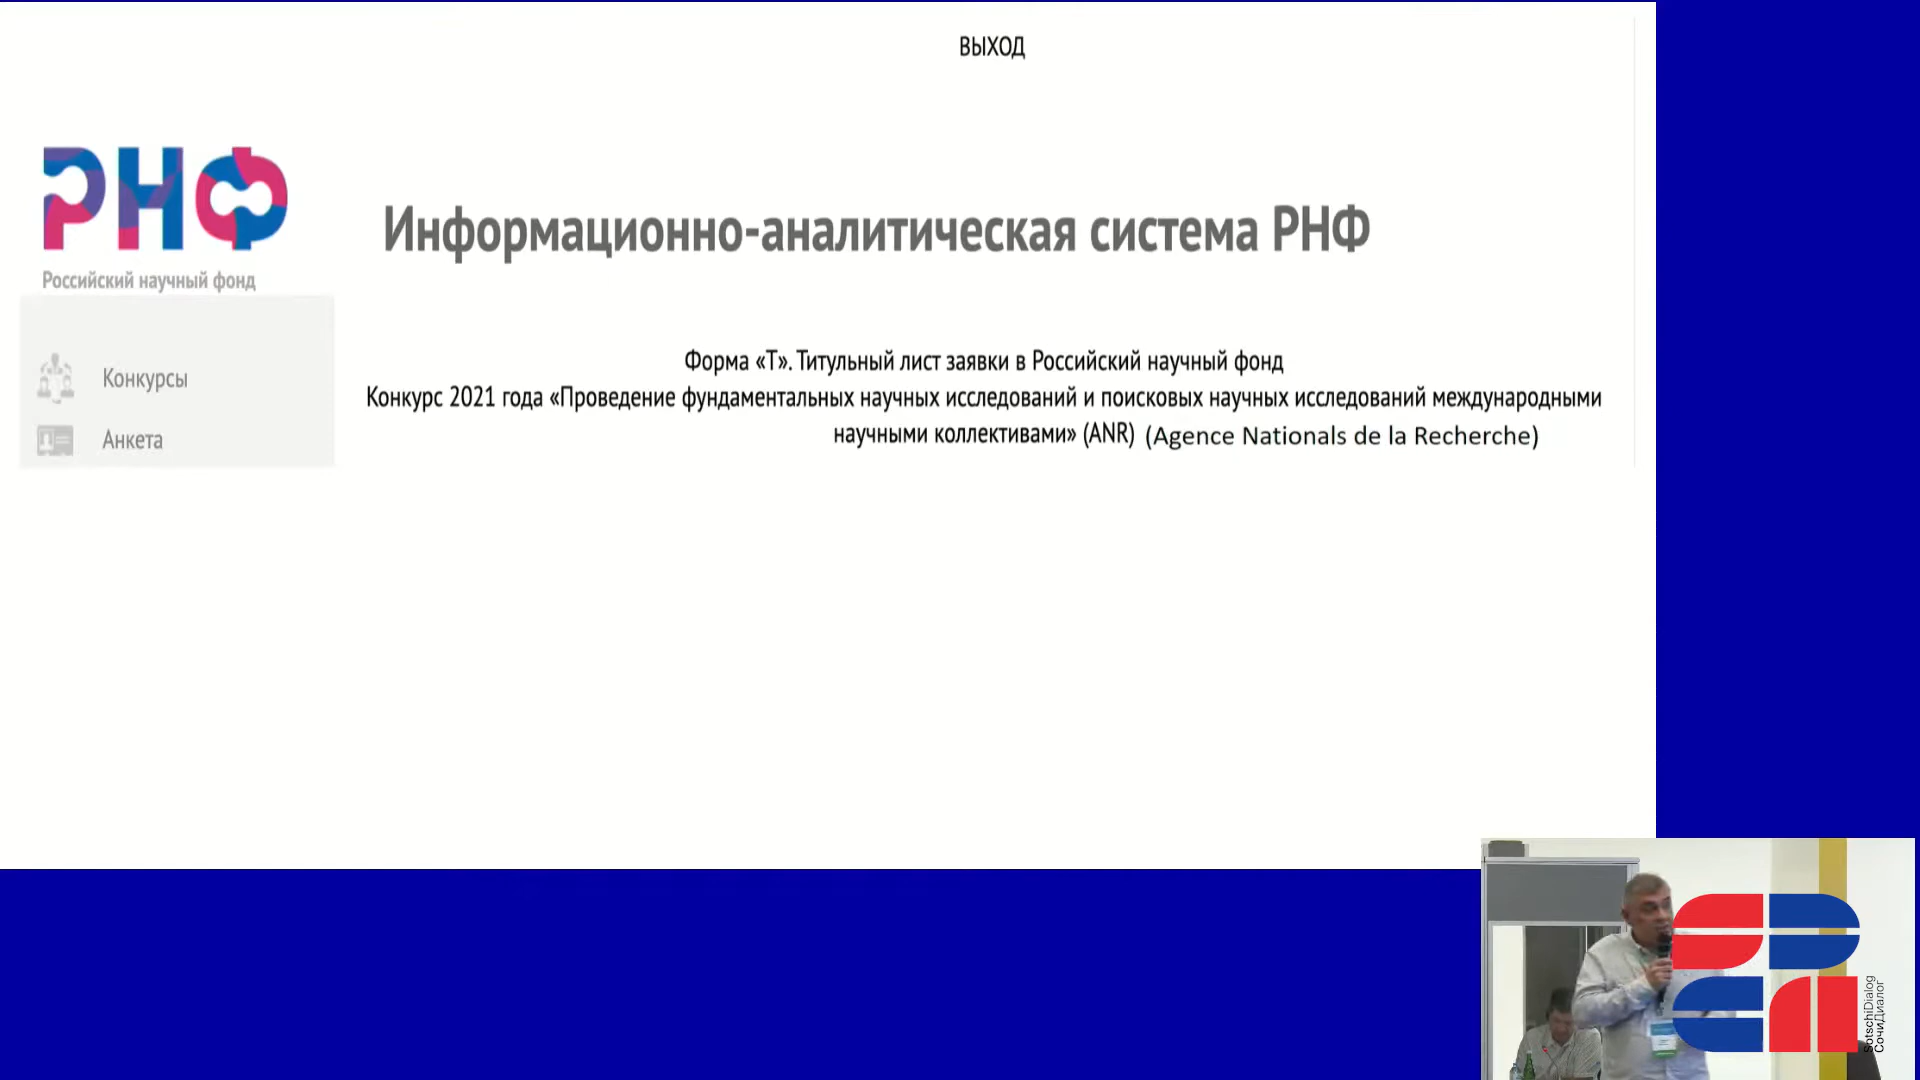 ВЫХОД
РНФ
Российский научный фонд
Информационно-аналитическая система РНФ
Конкурсы
Анкета
Форма «Т». Титульный лист заявки в Российский научный фонд
Конкурс 2021 года «Проведение фундаментальных научных исследований и поисковых научных исследований международными
научными коллективами» (ANR) (Agence Nationals de la Recherche)
SotschiDialog
СочиДиалог